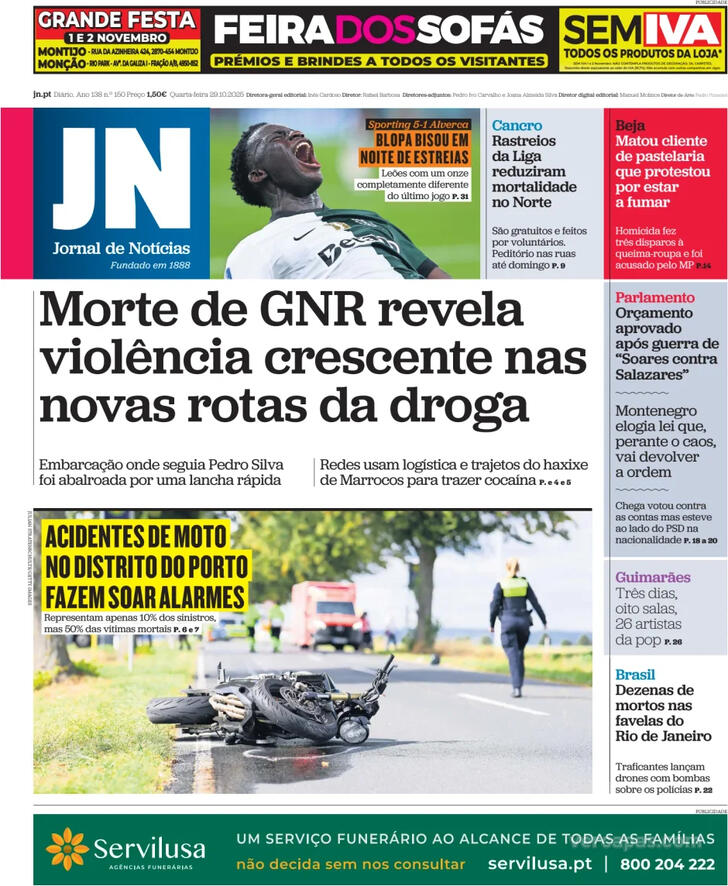 PUBLICIDADE
GRANDE FESTA
1 E 2 NOVEMBRO
MONTIJO - RUA DA AZINHEIRA 424, 2870-454 MONTIJO
MONÇÃO - RIO PARK - AVª. DA GALIZA I - FRAÇÃO A/B, 4950-852
FEIRADOSSOFÁS
PRÉMIOS E BRINDES A TODOS OS VISITANTES
SEMIVA
TODOS OS PRODUTOS DA LOJA*
jn.pt Diário. Ano 138 n.º 150 Preço 1,50€ Quarta-feira 29.10.2025 Diretora-geral editorial: Inês Cardoso Diretor: Rafael Barbosa Diretores-adjuntos: Pedro Ivo Carvalho e Joana Almeida Silva Diretor digital editorial: Manuel Molinos Diretor de Arte: Pedro Pimentel
JN
Jornal de Notícias
Fundado em 1888
Sporting 5-1 Alverca
BLOPA BISOU EM
NOITE DE ESTREIAS
Leões com um onze
completamente diferente
do último jogo P. 31
Cancro
Rastreios
da Liga
reduziram
mortalidade
no Norte
São gratuitos e feitos
por voluntários.
Peditório nas ruas
até domingo P. 9
Beja
Matou cliente
de pastelaria
que protestou
por estar
a fumar
Homicida fez
três disparos à
queima-roupa e foi
acusado pelo MP P.14
Morte de GNR revela
violência crescente nas
novas rotas da droga
Embarcação onde seguia Pedro Silva
foi abalroada por uma lancha rápida
Redes usam logística e trajetos do haxixe
de Marrocos para trazer cocaína P. 4 e 5
Parlamento
Orçamento
aprovado
após guerra de
“Soares contra
Salazares”
Montenegro
elogia lei que,
perante o caos,
vai devolver
a ordem
Chega votou contra
as contas mas esteve
ao lado do PSD na
nacionalidade P. 18 a 20
ACIDENTES DE MOTO
NO DISTRITO DO PORTO
FAZEM SOAR ALARMES
Representam apenas 10% dos sinistros,
mas 50% das vítimas mortais P. 6 e 7
Guimarães
Três dias,
oito salas,
26 artistas
da pop P. 26
Brasil
Dezenas de
mortos nas
favelas do
Rio de Janeiro
Traficantes lançam
drones com bombas
sobre os polícias P. 22
PUBLICIDADE
Servilusa
AGÊNCIAS FUNERÁRIAS
UM SERVIÇO FUNERÁRIO AO ALCANCE DE TODAS AS FAMÍLIAS
não decida sem nos consultar
servilusa.pt | 800 204 222
vercapas.com